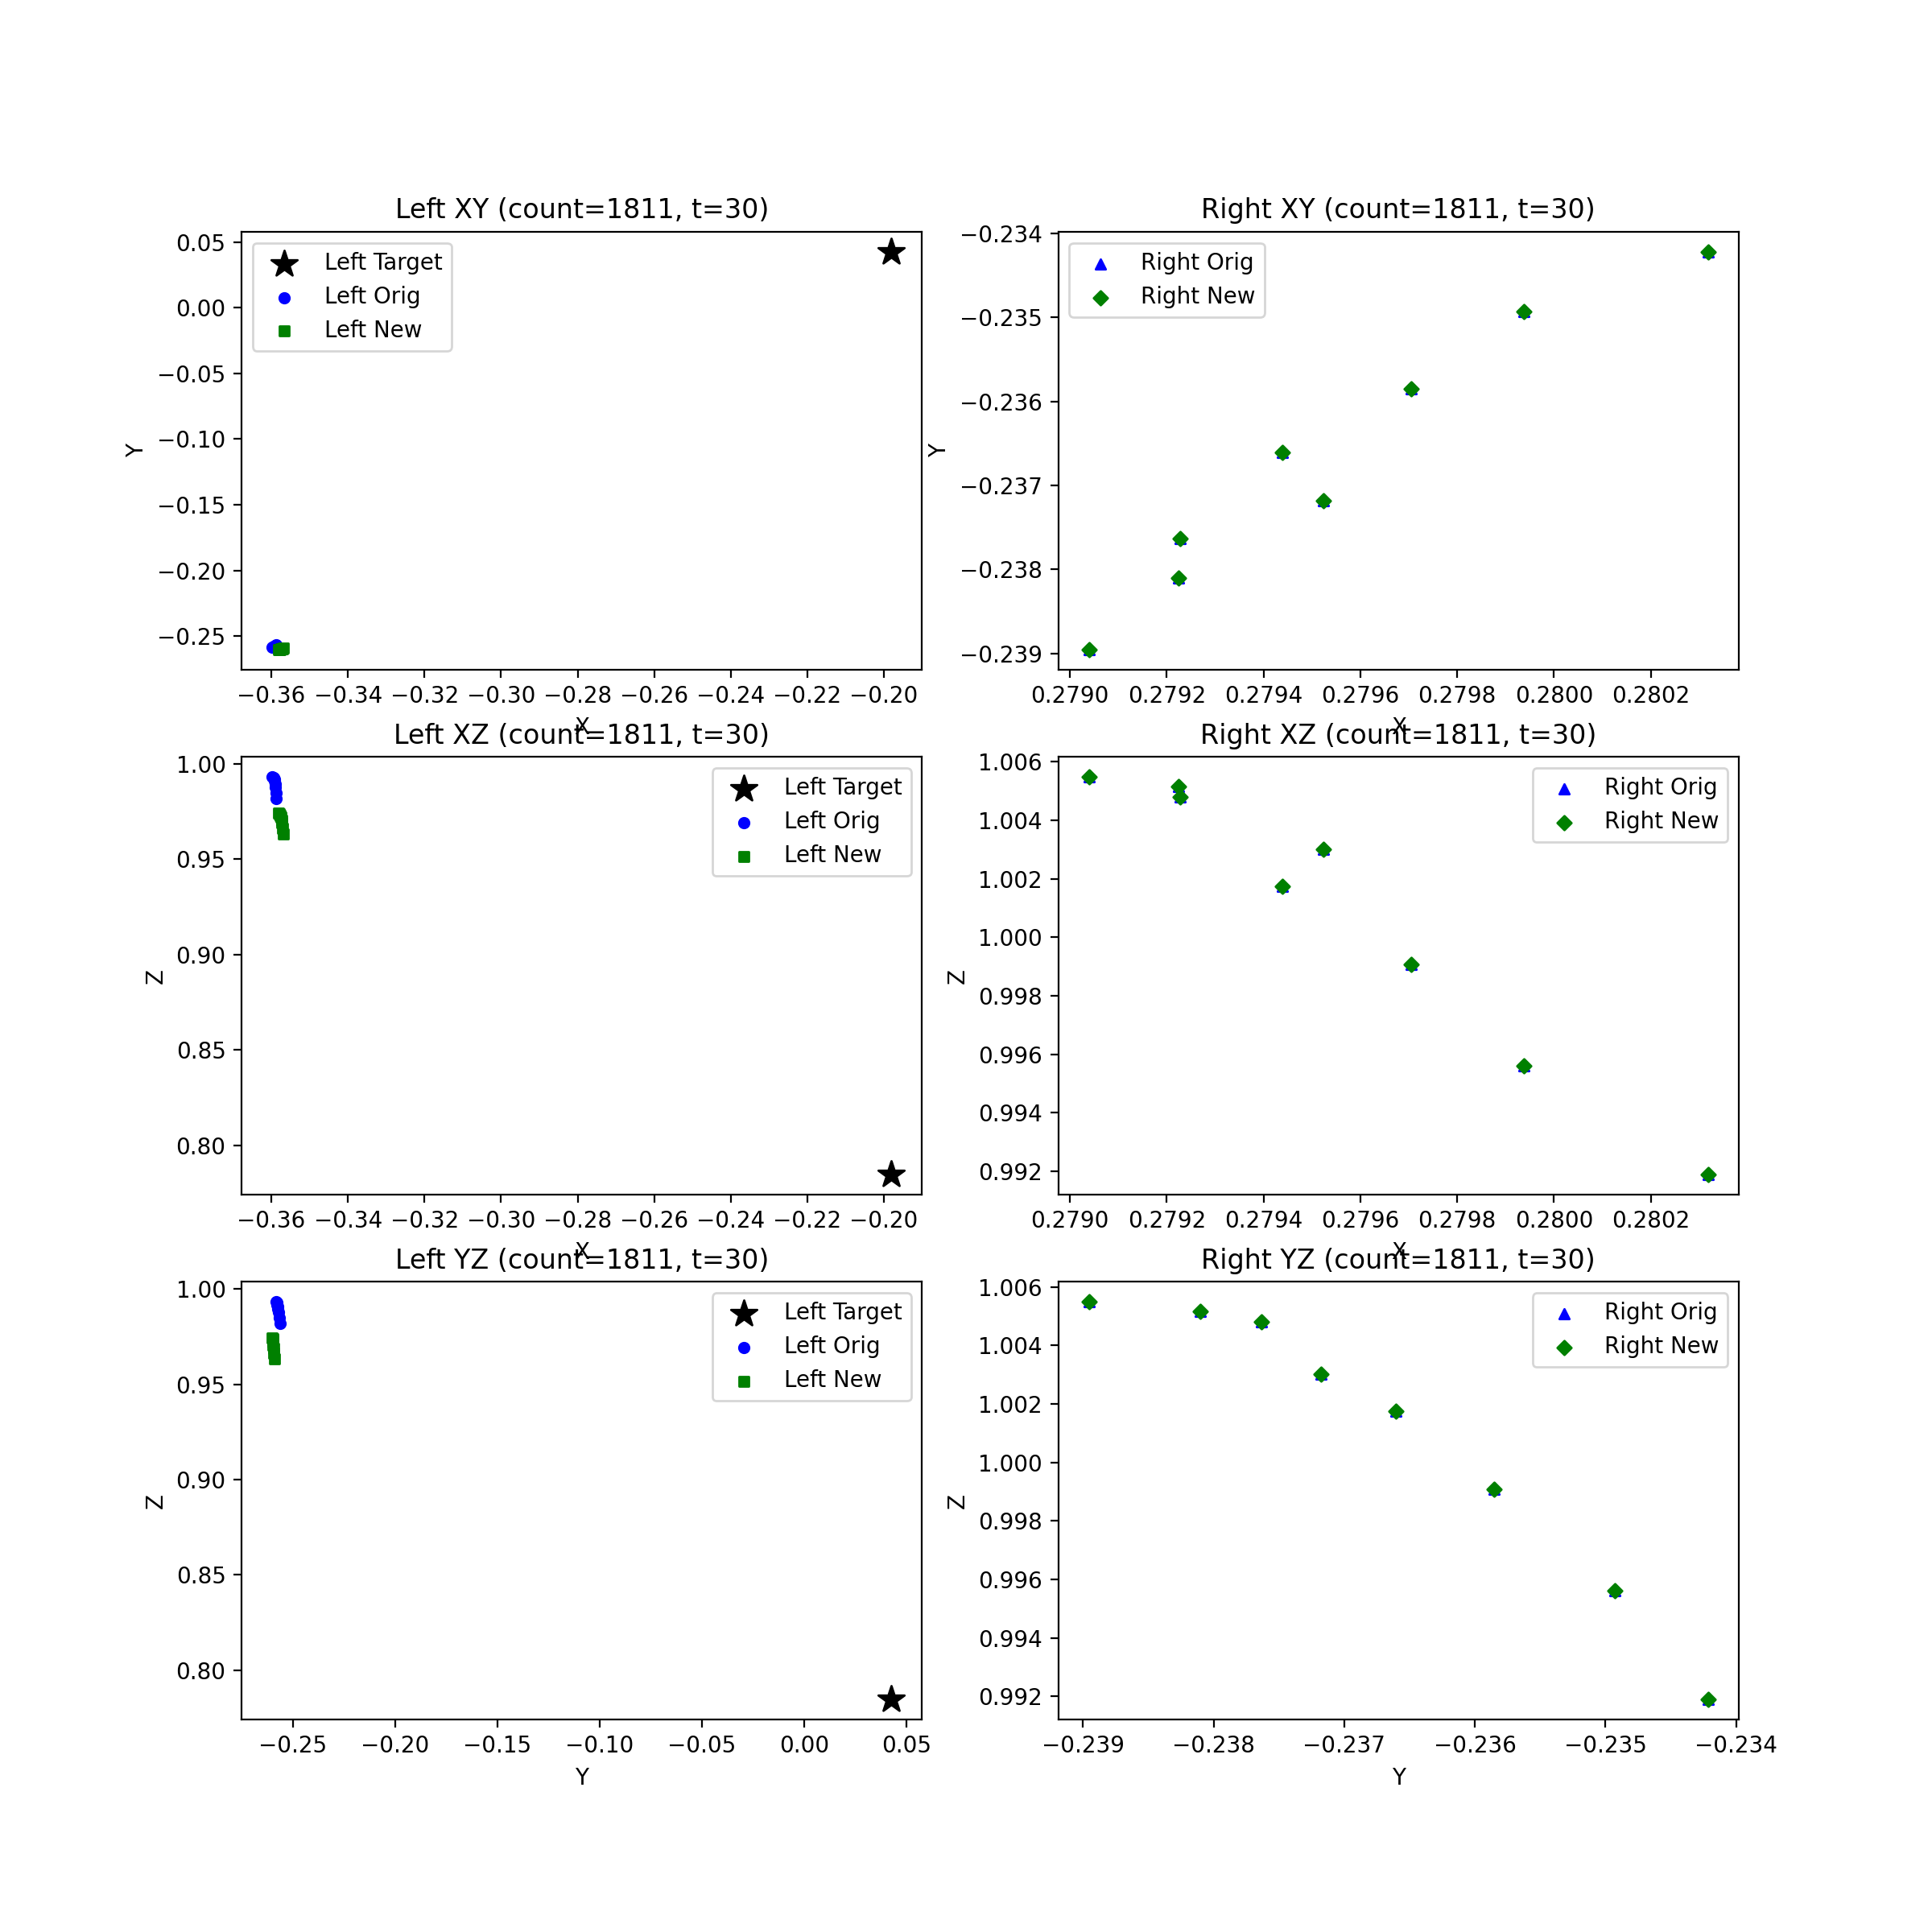 Left XY (count=1811, t=30)
0.05
0.00
−0.05
−0.10
−0.15
−0.20
−0.25
Y
Left Target
Left Orig
Left New
−0.36 −0.34 −0.32 −0.30 −0.28 −0.26 −0.24 −0.22 −0.20
X
Right XY (count=1811, t=30)
−0.234
−0.235
−0.236
−0.237
−0.238
−0.239
Y
Right Orig
Right New
0.2790 0.2792 0.2794 0.2796 0.2798 0.2800 0.2802
X
Left XZ (count=1811, t=30)
1.00
0.95
0.90
0.85
0.80
Z
Left Target
Left Orig
Left New
−0.36 −0.34 −0.32 −0.30 −0.28 −0.26 −0.24 −0.22 −0.20
X
Right XZ (count=1811, t=30)
1.006
1.004
1.002
1.000
0.998
0.996
0.994
0.992
Z
Right Orig
Right New
0.2790 0.2792 0.2794 0.2796 0.2798 0.2800 0.2802
X
Left YZ (count=1811, t=30)
1.00
0.95
0.90
0.85
0.80
Z
Left Target
Left Orig
Left New
−0.25 −0.20 −0.15 −0.10 −0.05 0.00 0.05
Y
Right YZ (count=1811, t=30)
1.006
1.004
1.002
1.000
0.998
0.996
0.994
0.992
Z
Right Orig
Right New
−0.239 −0.238 −0.237 −0.236 −0.235 −0.234
Y